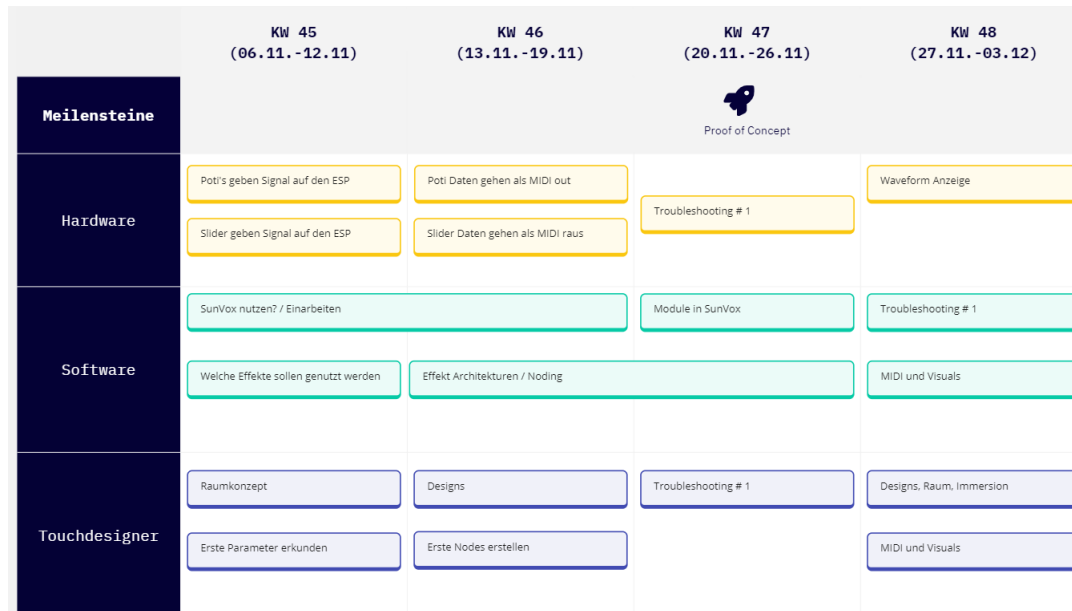 KW 45
(06.11.-12.11)
KW 46
(13.11.-19.11)
KW 47
(20.11.-26.11)
KW 48
(27.11.-03.12)
Meilensteine
Proof of Concept
Hardware
Poti's geben Signal auf den ESP
Poti Daten gehen als MIDI out
Troubleshooting # 1
Waveform Anzeige
Slider geben Signal auf den ESP
Slider Daten gehen als MIDI raus
Software
SunVox nutzen? / Einarbeiten
Module in SunVox
Troubleshooting # 1
Welche Effekte sollen genutzt werden
Effekt Architekturen / Noding
MIDI und Visuals
Touchdesigner
Raumkonzept
Designs
Troubleshooting # 1
Designs, Raum, Immersion
Erste Parameter erkunden
Erste Nodes erstellen
MIDI und Visuals